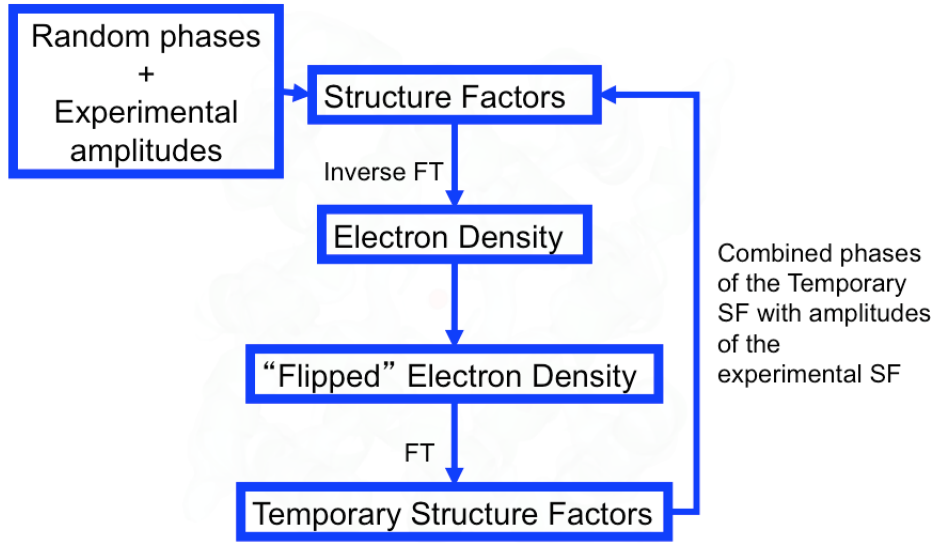 Random phases
+
Experimental
amplitudes
Structure Factors
Inverse FT
Electron Density
Combined phases
of the Temporary
SF with amplitudes
of the
experimental SF
“Flipped” Electron Density
FT
Temporary Structure Factors